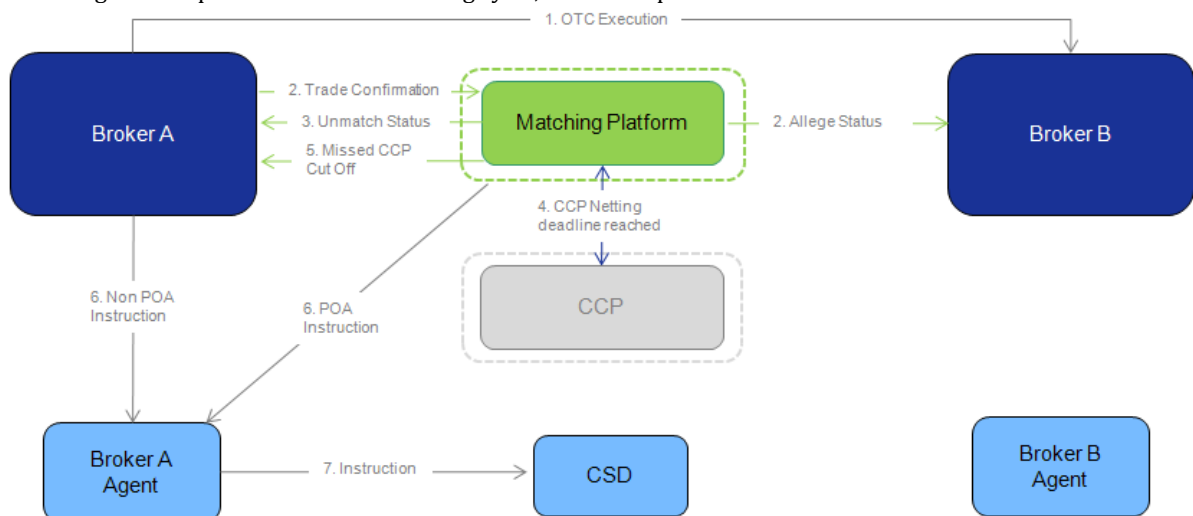 1. OTC Execution
Broker A
2. Trade Confirmation
3. Unmatch Status
5. Missed CCP
Cut Off
Matching Platform
2. Allege Status
Broker B
4. CCP Netting
deadline reached
CCP
6. Non POA
Instruction
6. POA
Instruction
Broker A
Agent
7. Instruction
CSD
Broker B
Agent